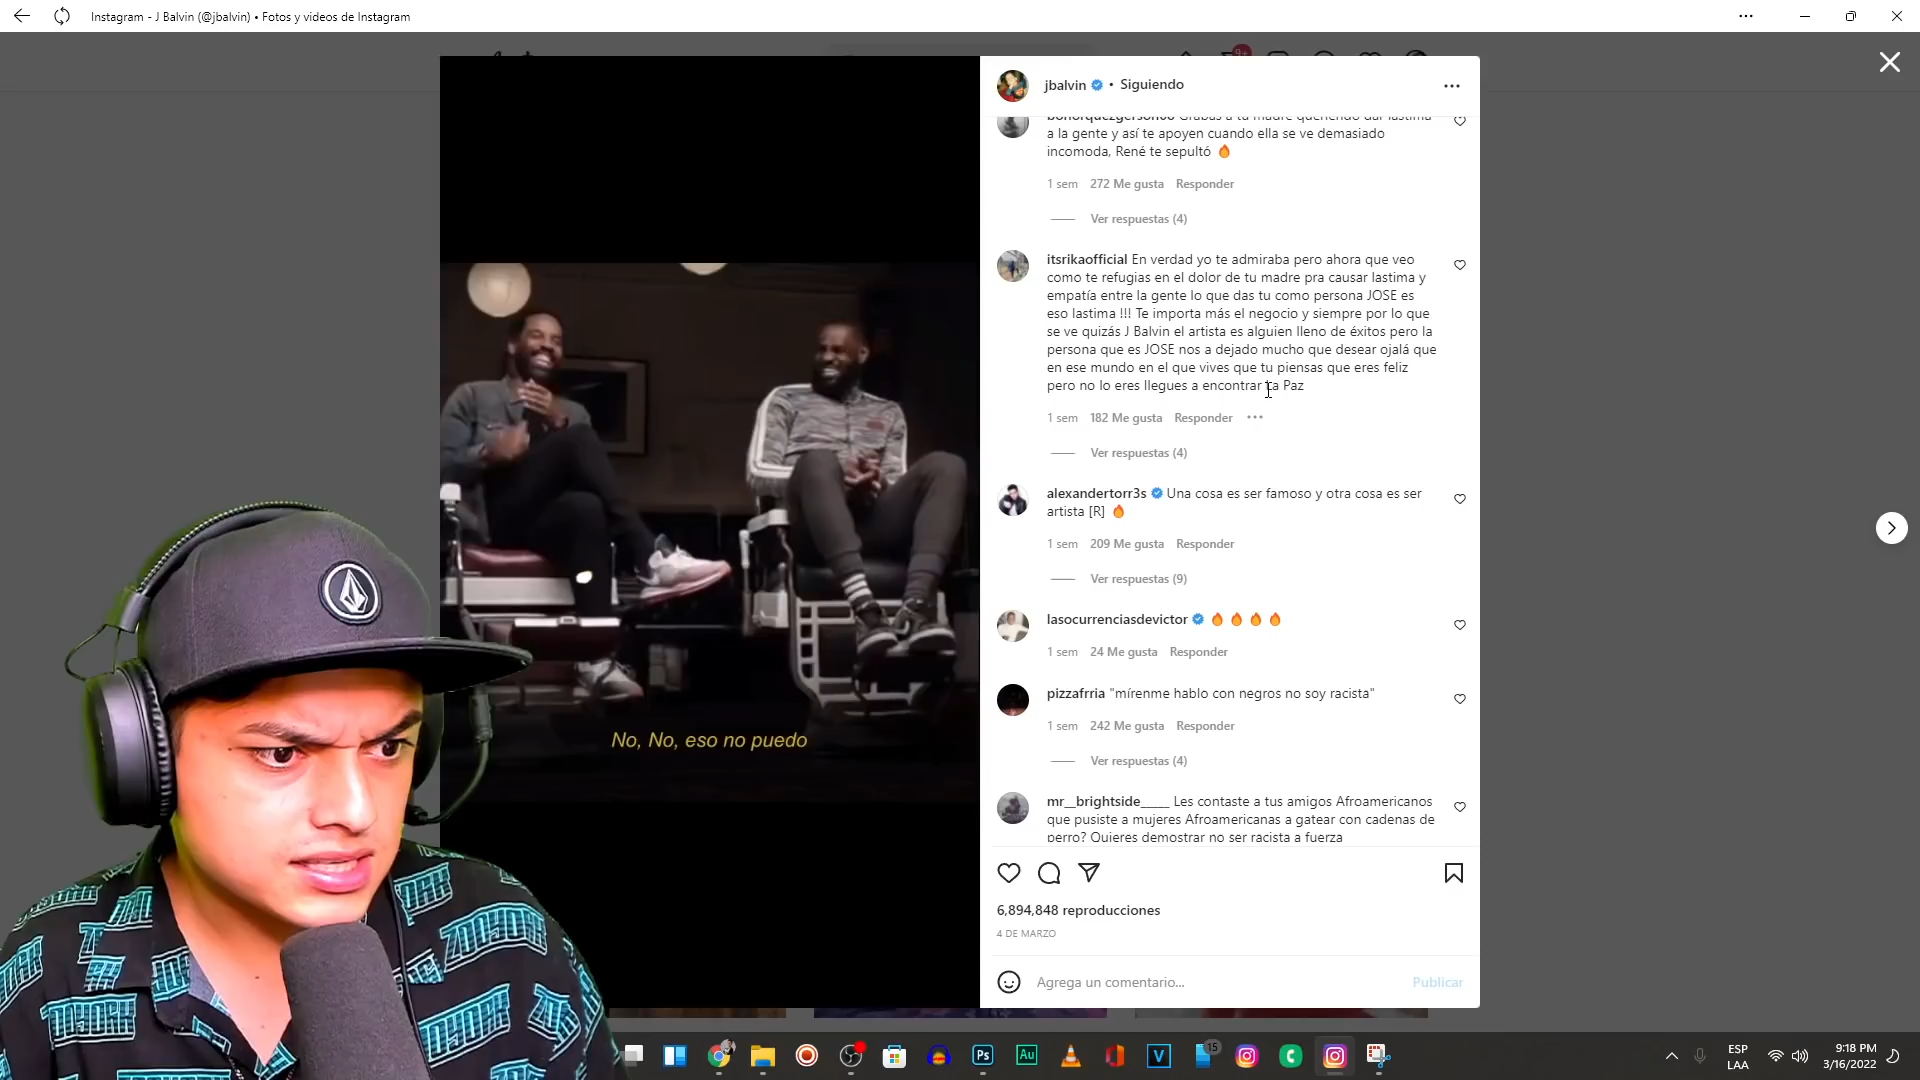 Instagram - J Balvin (@jbalvin) • Fotos y videos de Instagram
9+
jbalvin • Siguiendo
a la gente y así te apoyen cuando ella se ve demasiado
incomoda, René te sepultó 🔥
1 sem 272 Me gusta Responder
Ver respuestas (4)
itsrikaofficial En verdad yo te admiraba pero ahora que veo
como te refugias en el dolor de tu madre pra causar lastima y
empatía entre la gente lo que das tu como persona JOSE es
eso lastima !!! Te importa más el negocio y siempre por lo que
se ve quizás J Balvin el artista es alguien lleno de éxitos pero la
persona que es JOSE nos a dejado mucho que desear ojalá que
en ese mundo en el que vives que tu piensas que eres feliz
pero no lo eres llegues a encontrar La Paz
1 sem 182 Me gusta Responder •••
Ver respuestas (4)
alexandertorr3s Una cosa es ser famoso y otra cosa es ser
artista [R] 🔥
1 sem 209 Me gusta Responder
Ver respuestas (9)
lasocurrenciasdevictor 🔥🔥🔥🔥
1 sem 24 Me gusta Responder
pizzafrria "mírenme hablo con negros no soy racista"
1 sem 242 Me gusta Responder
Ver respuestas (4)
mr__brightside_____ Les contaste a tus amigos Afroamericanos
que pusiste a mujeres Afroamericanas a gatear con cadenas de
perro? Quieres demostrar no ser racista a fuerza
6,894,848 reproducciones
4 DE MARZO
Agrega un comentario... Publicar
No, No, eso no puedo
Ps
Au
V
15
ESP
LAA
9:18 PM
3/16/2022